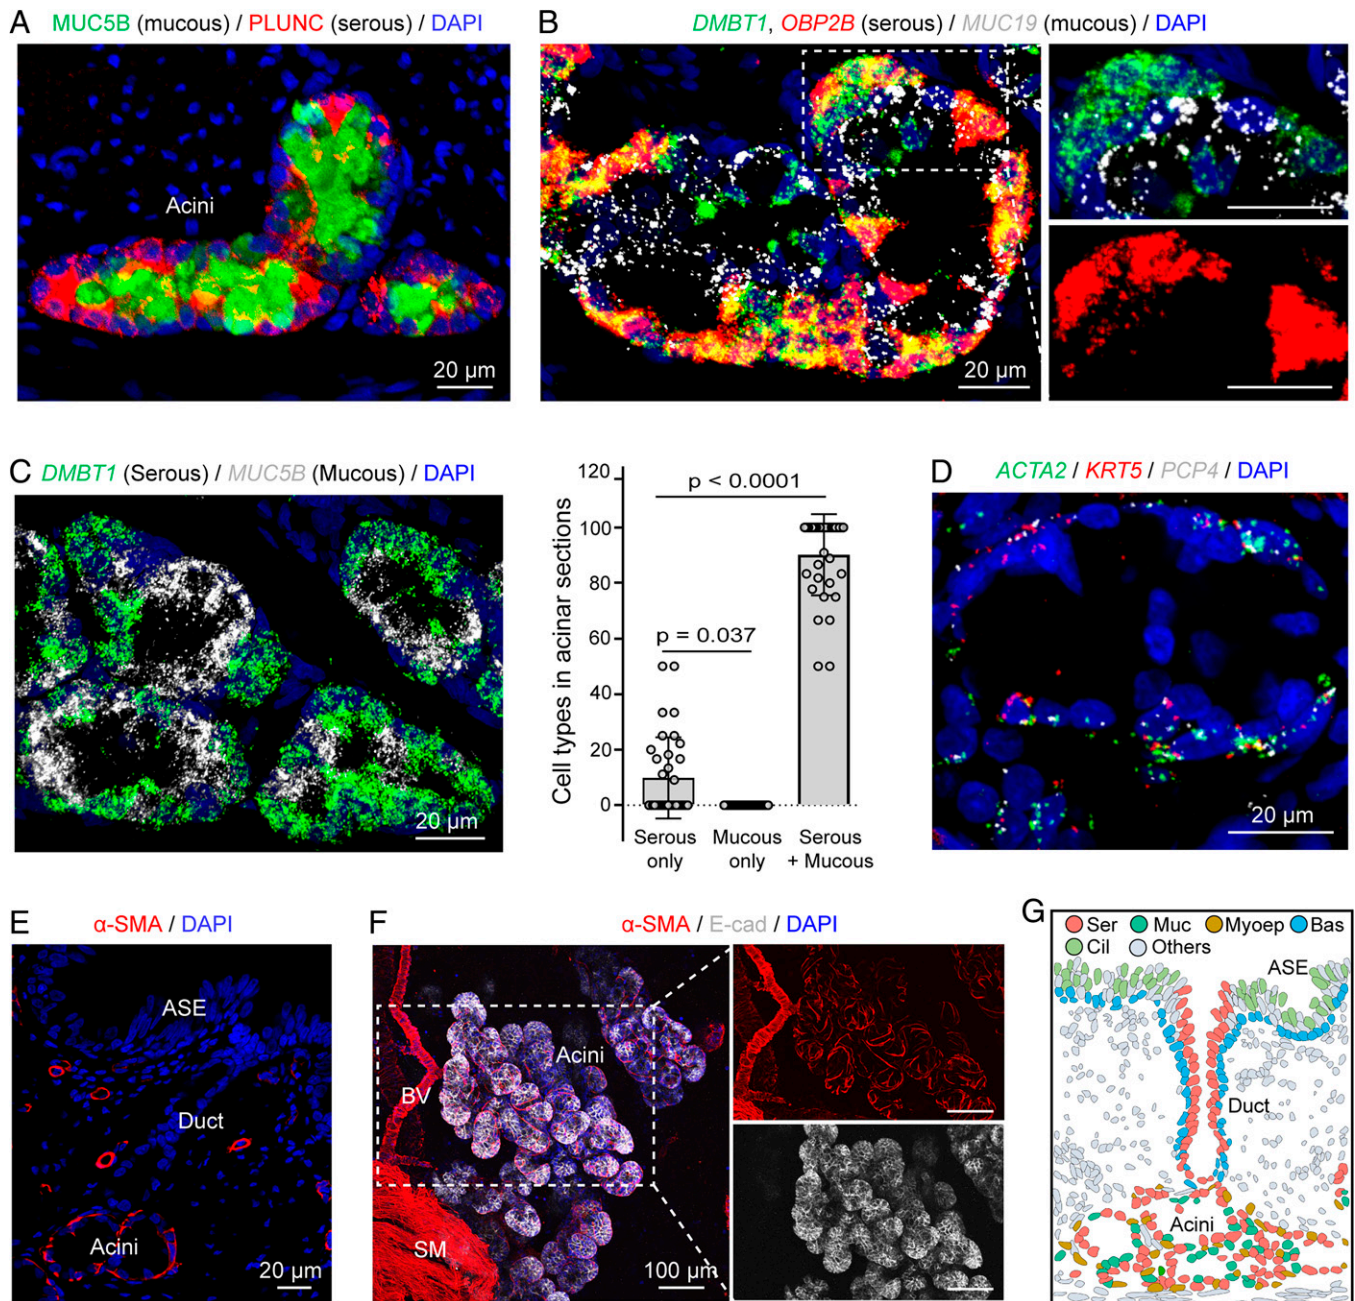 A MUC5B (mucous) / PLUNC (serous) / DAPI
Acini
20 µm
B DMBT1, OBP2B (serous) / MUC19 (mucous) / DAPI
20 µm
C DMBT1 (Serous) / MUC5B (Mucous) / DAPI
20 µm
Cell types in acinar sections
120
100
80
60
40
20
0
p < 0.0001
p = 0.037
Serous only
Mucous only
Serous + Mucous
D ACTA2 / KRT5 / PCP4 / DAPI
20 µm
E α-SMA / DAPI
ASE
Duct
Acini
20 µm
F α-SMA / E-cad / DAPI
Acini
BV
SM
100 µm
G
Ser Muc Myoep Bas
Cil Others
ASE
Duct
Acini